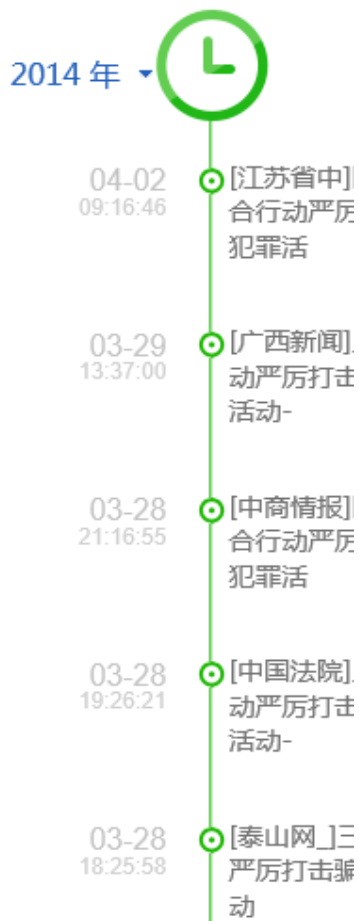 2014 年
04-02
09:16:46
[江苏省中]
合行动严厉
犯罪活
03-29
13:37:00
[广西新闻]
动严厉打击
活动-
03-28
21:16:55
[中商情报]
合行动严厉
犯罪活
03-28
19:26:21
[中国法院]
动严厉打击
活动-
03-28
18:25:58
[泰山网_]三
严厉打击骗
动